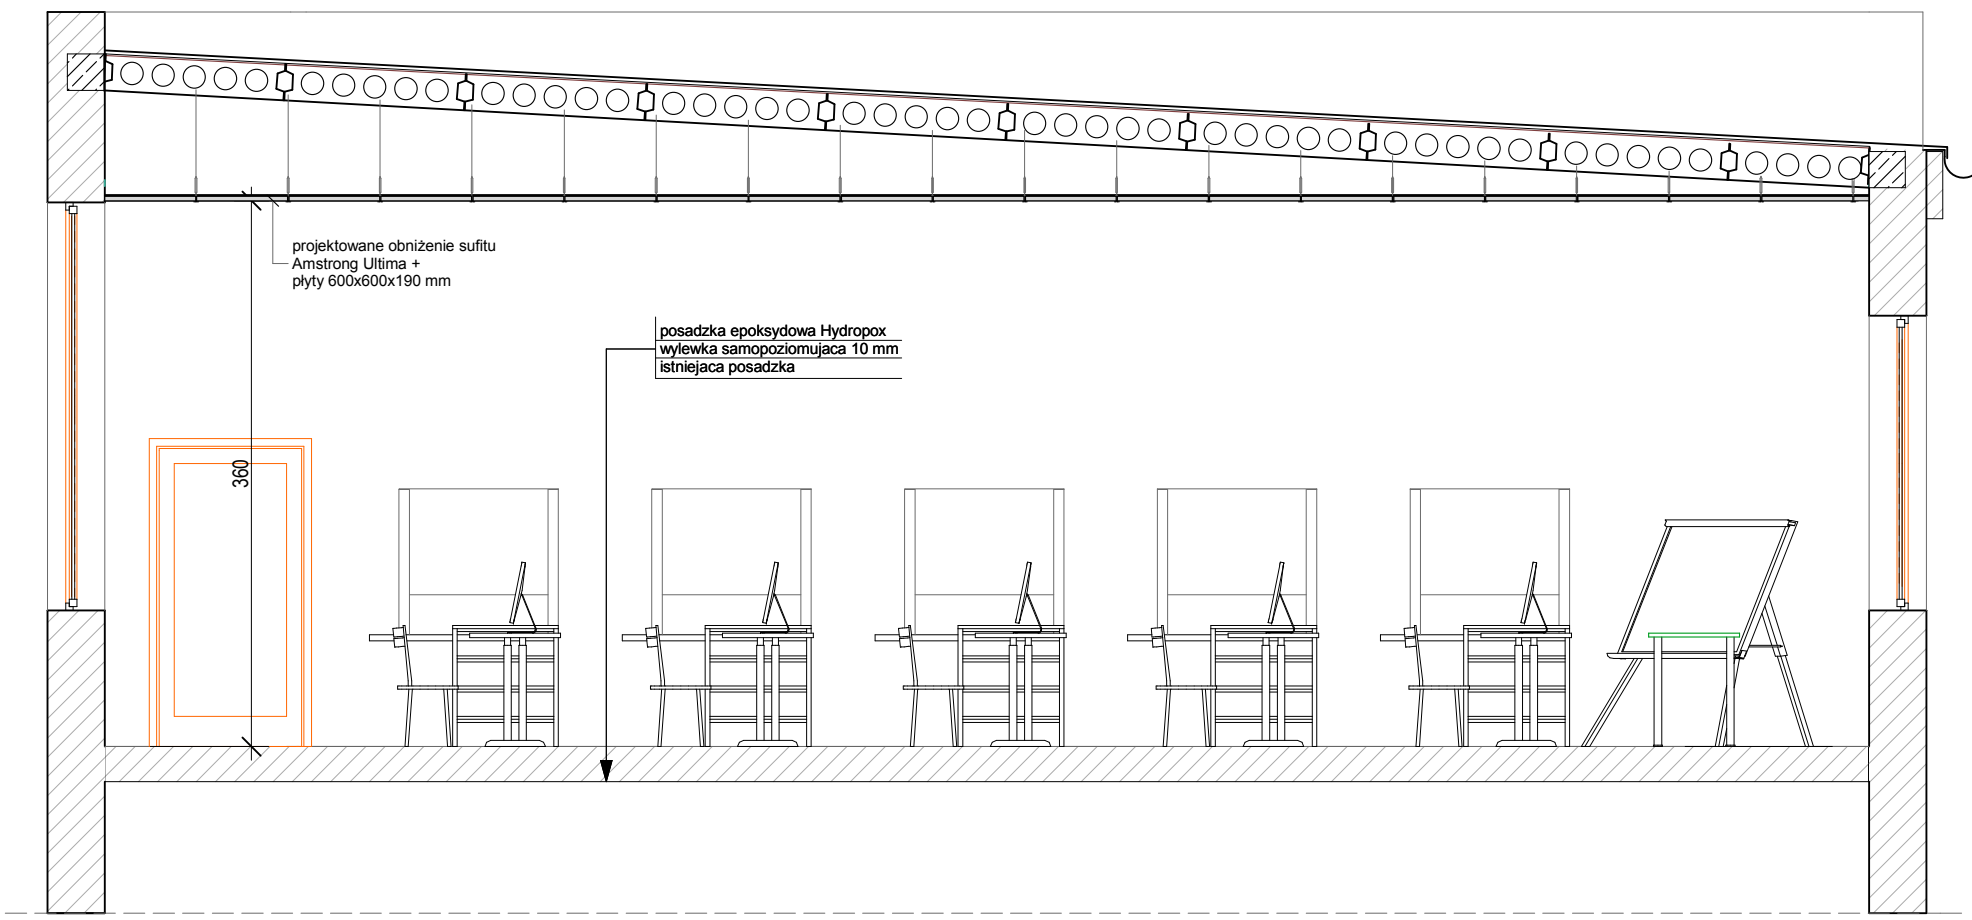 projektowane obniżenie sufitu
Amstrong Ultima +
płyty 600x600x190 mm
posadzka epoksydowa Hydropox
wylewka samopoziomujaca 10 mm
istniejaca posadzka
360